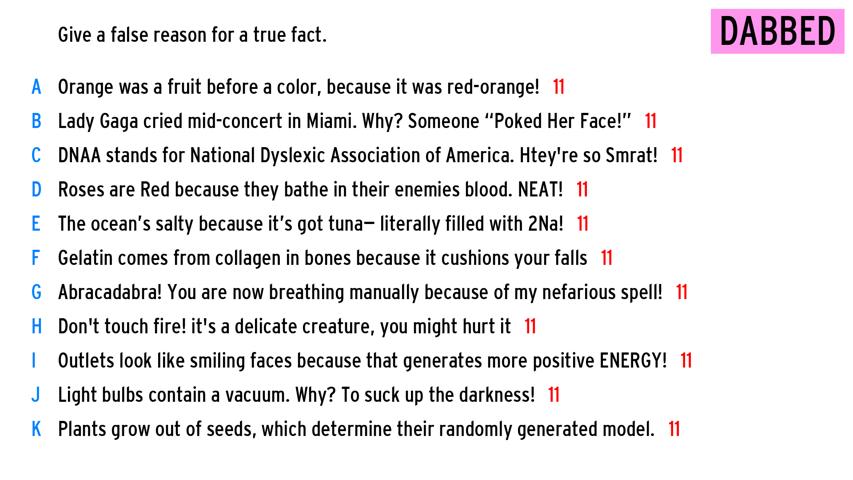 Give a false reason for a true fact.
DABBED
A Orange was a fruit before a color, because it was red-orange! 11
B Lady Gaga cried mid-concert in Miami. Why? Someone “Poked Her Face!” 11
C DNAA stands for National Dyslexic Association of America. Htey're so Smrat! 11
D Roses are Red because they bathe in their enemies blood. NEAT! 11
E The ocean’s salty because it’s got tuna– literally filled with 2Na! 11
F Gelatin comes from collagen in bones because it cushions your falls 11
G Abracadabra! You are now breathing manually because of my nefarious spell! 11
H Don't touch fire! it's a delicate creature, you might hurt it 11
I Outlets look like smiling faces because that generates more positive ENERGY! 11
J Light bulbs contain a vacuum. Why? To suck up the darkness! 11
K Plants grow out of seeds, which determine their randomly generated model. 11